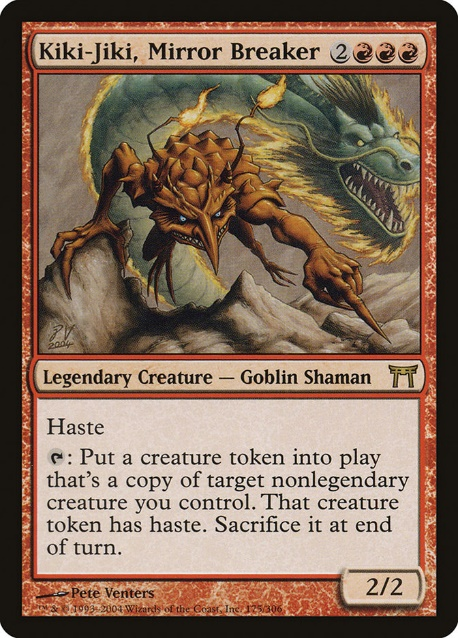 Kiki-Jiki, Mirror Breaker 2
PV
2004
Legendary Creature — Goblin Shaman
Haste
: Put a creature token into play
that's a copy of target nonlegendary
creature you control. That creature
token has haste. Sacrifice it at end
of turn.
Pete Venters
2/2
™ & © 1993-2004 Wizards of the Coast, Inc. 175/306